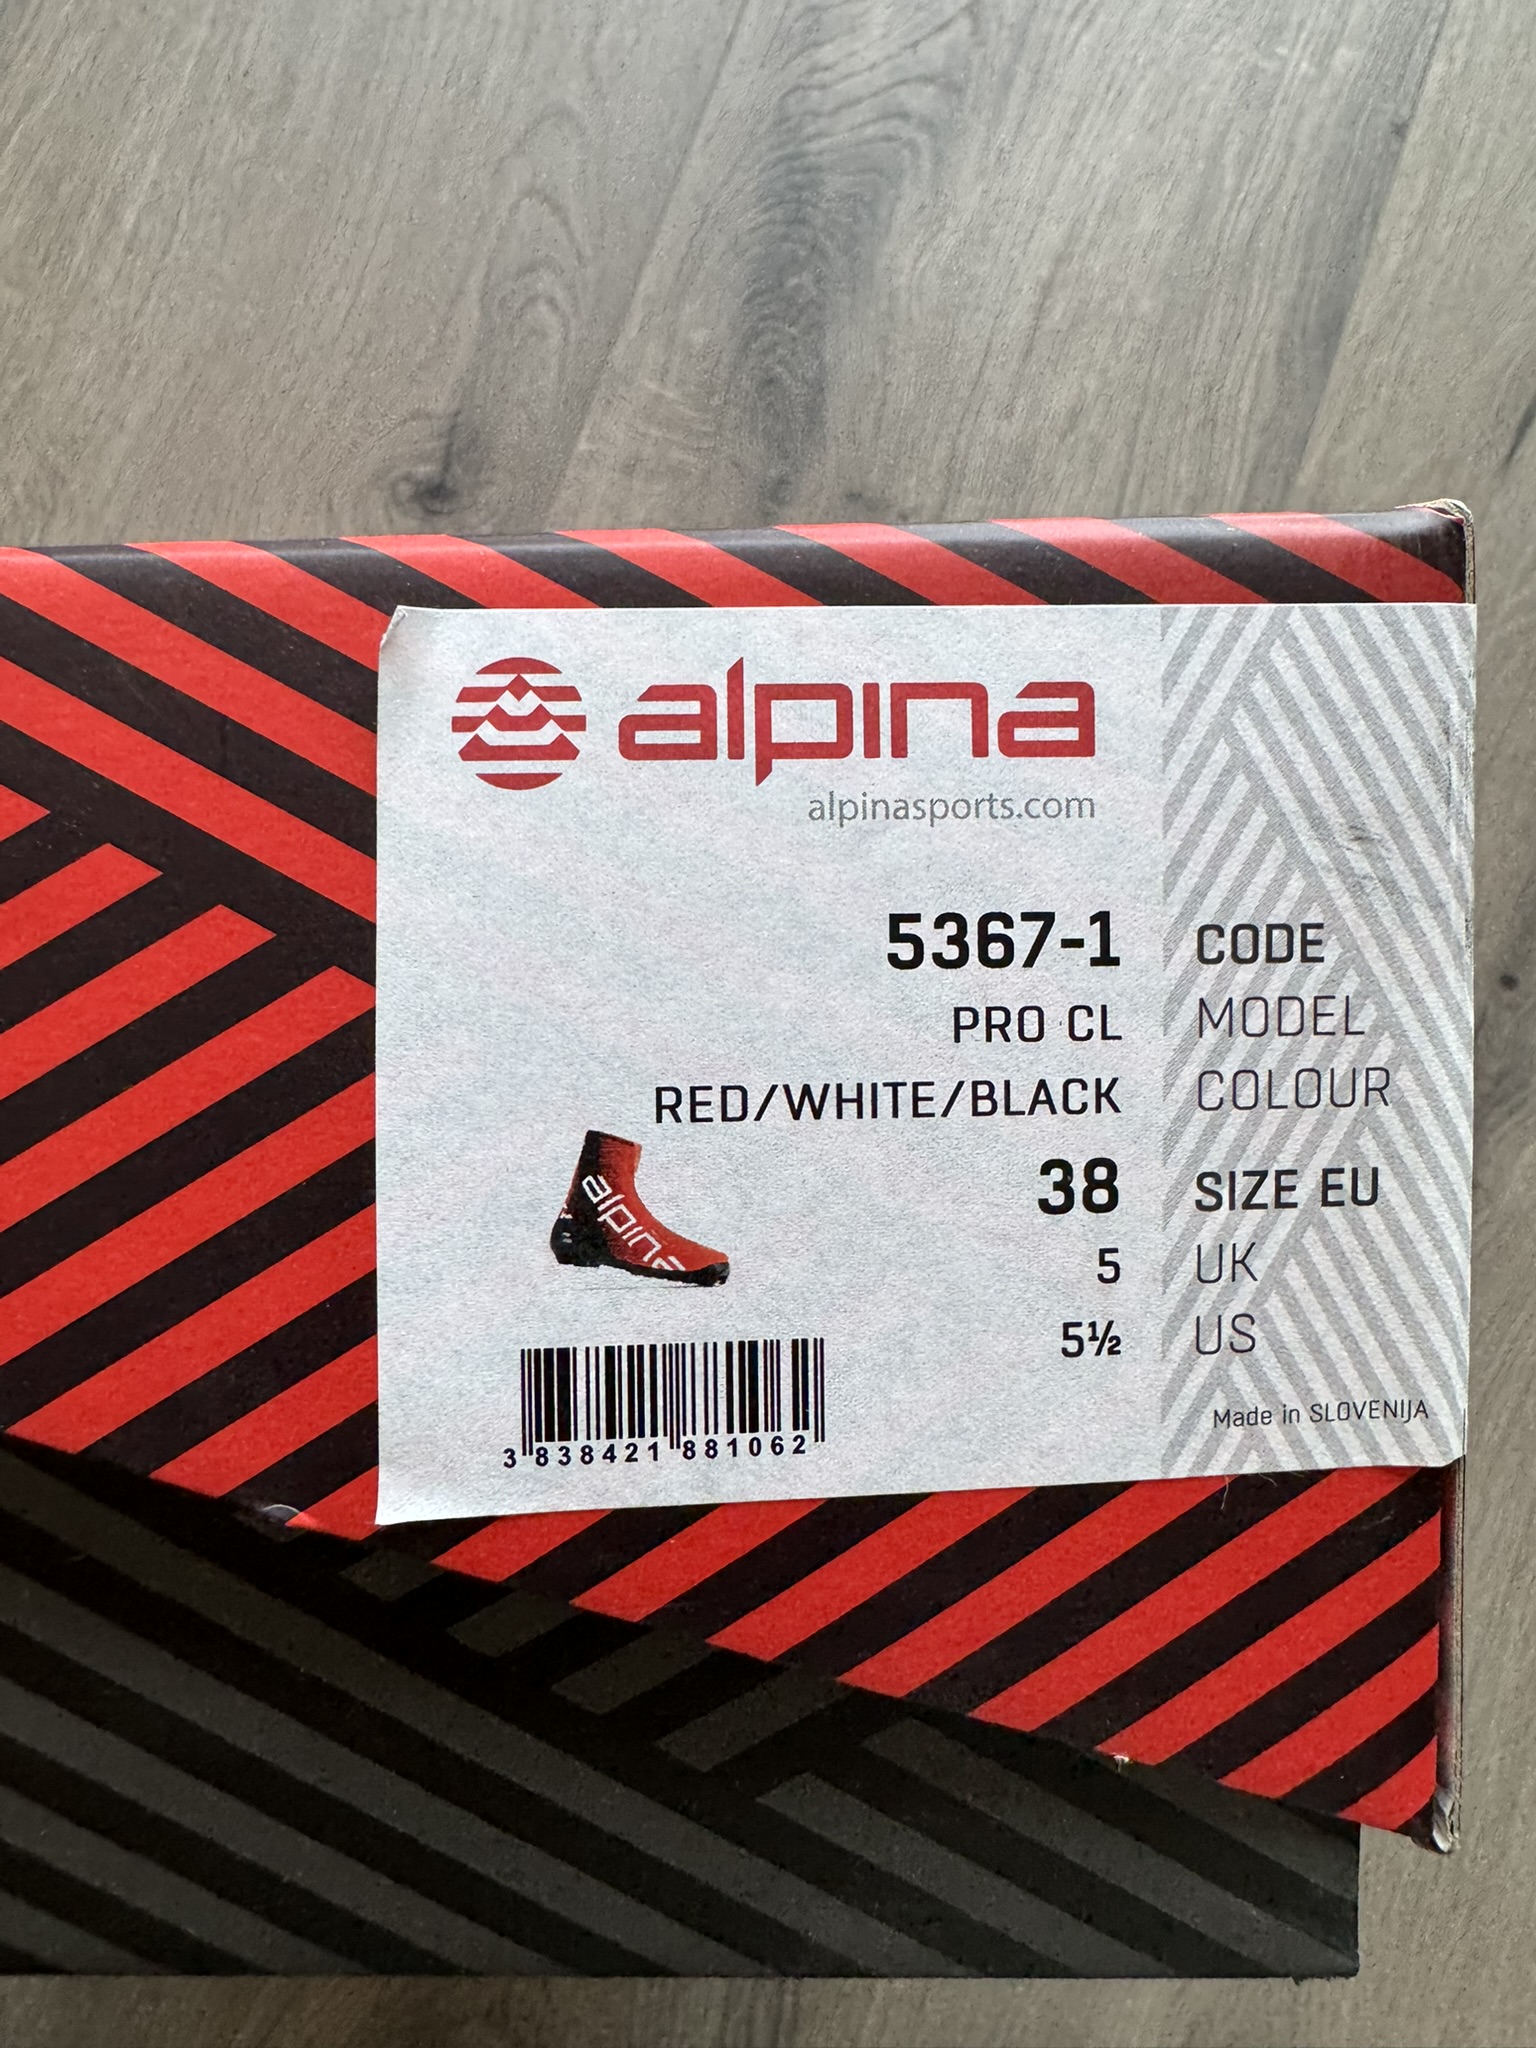 alpina
alpinasports.com
5367-1 CODE
PRO CL MODEL
RED/WHITE/BLACK COLOUR
38 SIZE EU
alpina
5 UK
5½ US
Made in SLOVENIJA
3 838421 881062